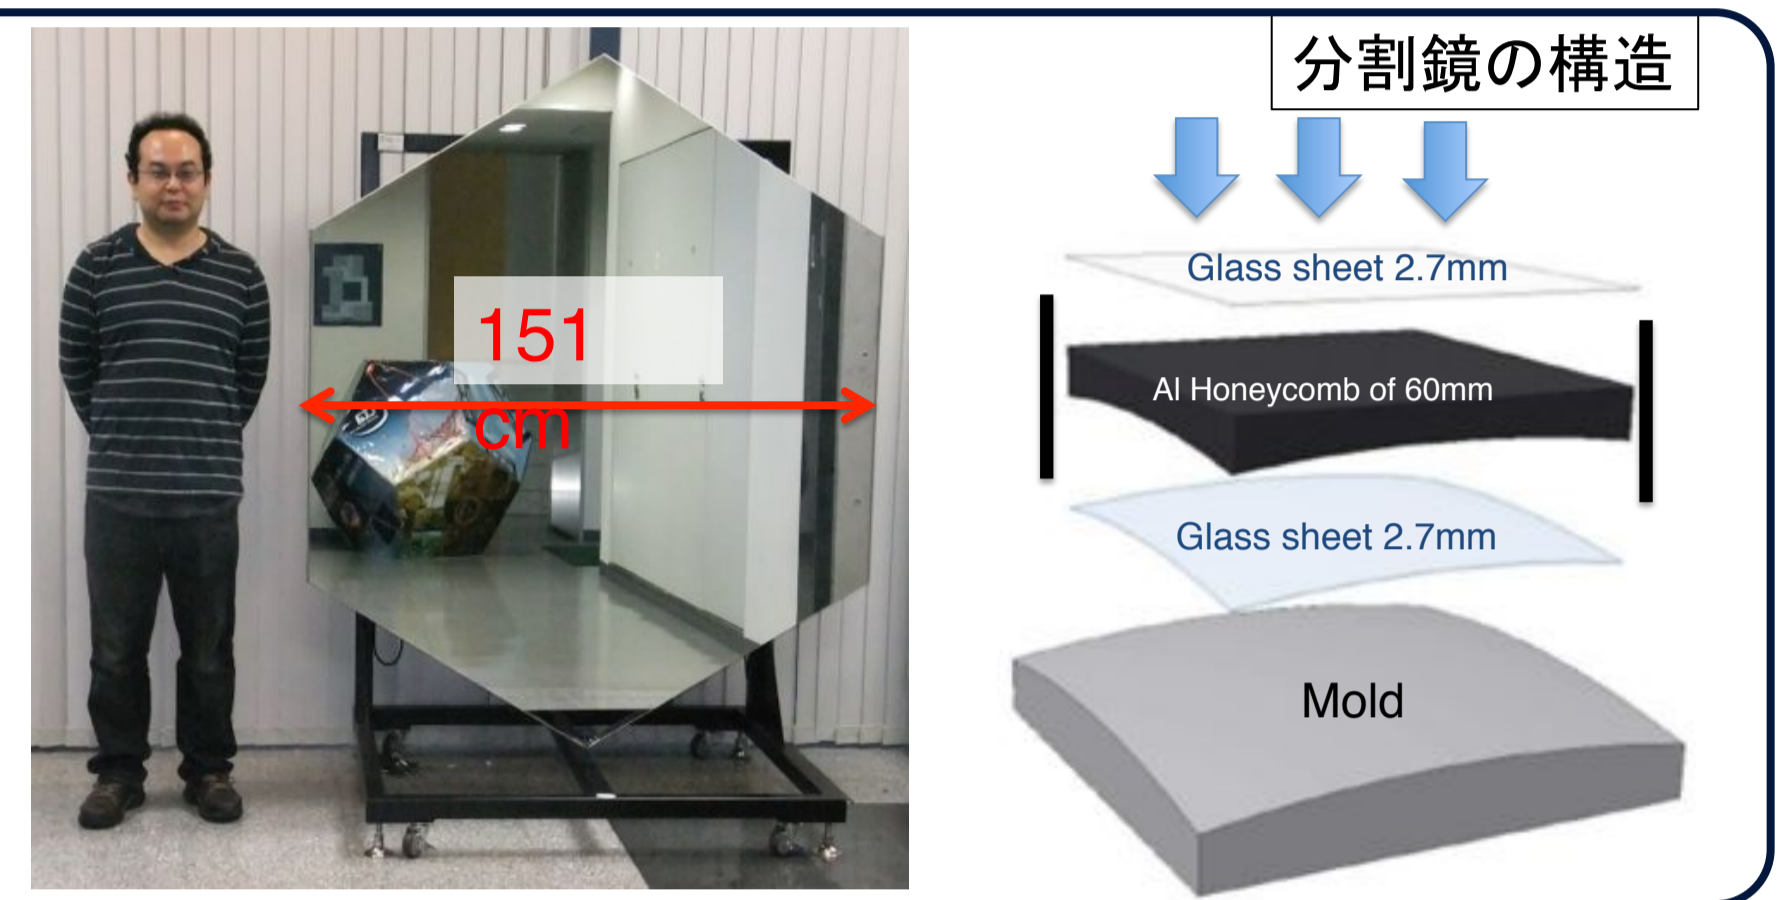 分割鏡の構造
151
cm
Glass sheet 2.7mm
Al Honeycomb of 60mm
Glass sheet 2.7mm
Mold